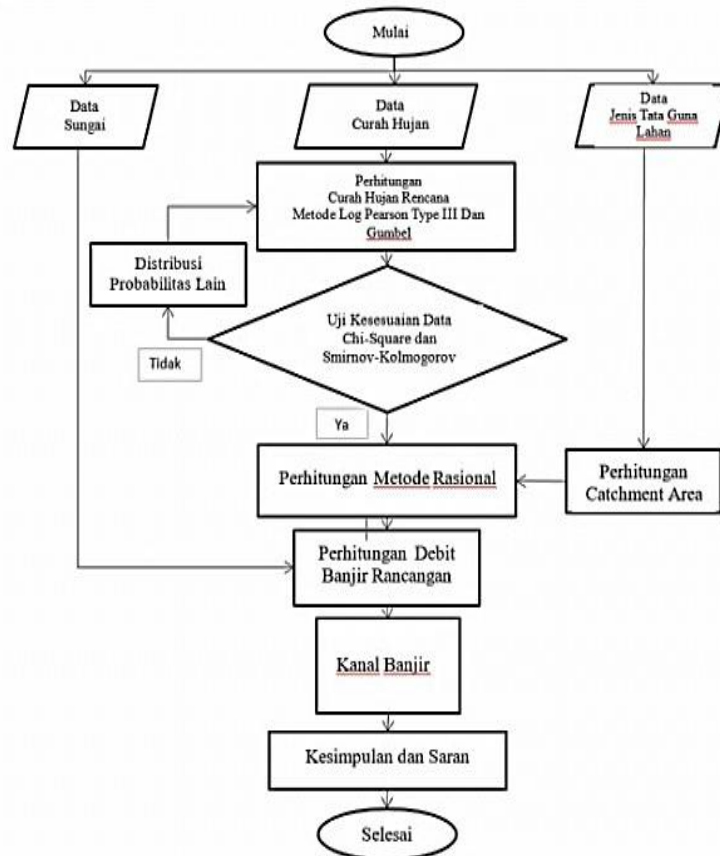 Mulai
Data
Sungai
Data
Curah Hujan
Data
Jenis Tata Guna
Lahan
Perhitungan
Curah Hujan Rencana
Metode Log Pearson Type III Dan
Gumbel
Distribusi
Probabilitas Lain
Uji Kesesuaian Data
Chi-Square dan
Smirnov-Kolmogorov
Tidak
Ya
Perhitungan Metode Rasional
Perhitungan
Catchment Area
Perhitungan Debit
Banjir Rancangan
Kanal Banjir
Kesimpulan dan Saran
Selesai